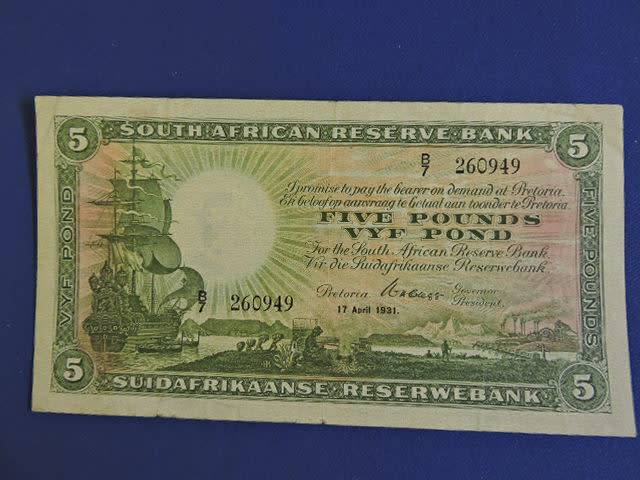 5 SOUTH AFRICAN RESERVE BANK 5
B/7 260949
I promise to pay the bearer on demand at Pretoria.
Ek beloof op aanvraag te betaal aan toonder te Pretoria
FIVE POUNDS
VYF POND
For the South African Reserve Bank.
Vir die Suidafrikaanse Reserwebank.
Pretoria Governor
President.
17 April 1931.
B/7 260949
VYF POND
FIVE POUNDS
5 SUIDAFRIKAANSE RESERWEBANK 5